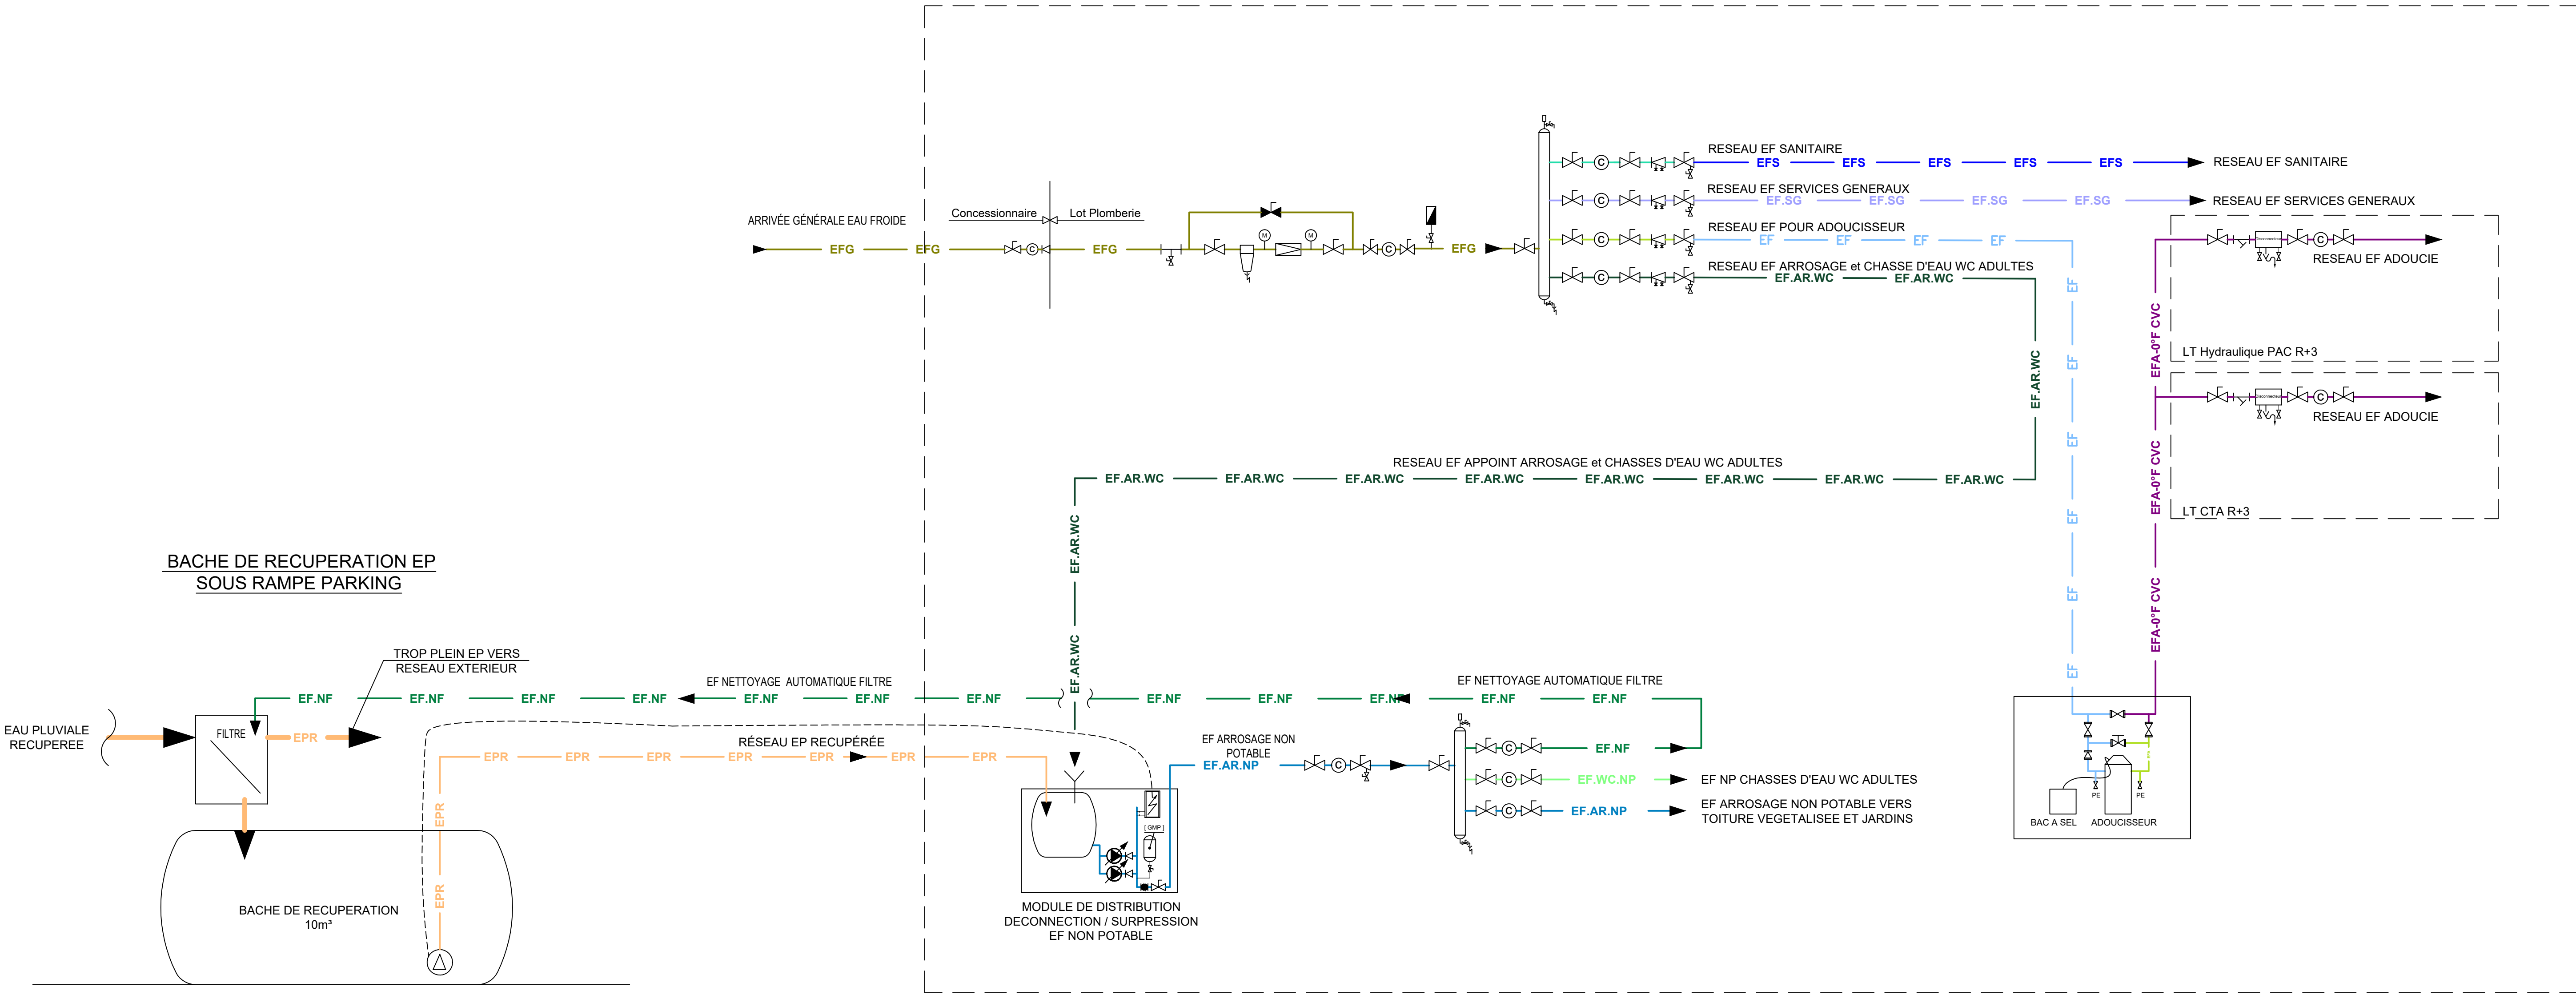 RESEAU EF SANITAIRE
EFS EFS EFS EFS EFS
RESEAU EF SANITAIRE
RESEAU EF SERVICES GENERAUX
EF.SG EF.SG EF.SG EF.SG
RESEAU EF SERVICES GENERAUX
ARRIVÉE GÉNÉRALE EAU FROIDE
Concessionnaire
Lot Plomberie
EFG EFG EFG EFG
C
M M
C
C
C
C
C
RESEAU EF POUR ADOUCISSEUR
EF EF EF EF
RESEAU EF ARROSAGE et CHASSE D'EAU WC ADULTES
EF.AR.WC EF.AR.WC
EF.AR.WC
EF
EF
EF
EF
EF
EF
EFA-0°F CVC
EFA-0°F CVC
EFA-0°F CVC
Déconnecteur
C
RESEAU EF ADOUCIE
LT Hydraulique PAC R+3
Déconnecteur
C
RESEAU EF ADOUCIE
LT CTA R+3
RESEAU EF APPOINT ARROSAGE et CHASSES D'EAU WC ADULTES
EF.AR.WC EF.AR.WC EF.AR.WC EF.AR.WC EF.AR.WC EF.AR.WC EF.AR.WC EF.AR.WC
EF.AR.WC
EF.AR.WC
EF.AR.WC
BACHE DE RECUPERATION EP
SOUS RAMPE PARKING
TROP PLEIN EP VERS
RESEAU EXTERIEUR
EF NETTOYAGE AUTOMATIQUE FILTRE
EF.NF EF.NF EF.NF EF.NF EF.NF EF.NF EF.NF
EF NETTOYAGE AUTOMATIQUE FILTRE
EF.NF EF.NF EF.NF EF.NF EF.NF
EAU PLUVIALE
RECUPEREE
FILTRE
EPR
RÉSEAU EP RECUPÉRÉE
EPR EPR EPR EPR EPR EPR EPR
EPR
EPR
BACHE DE RECUPERATION
10m³
EF ARROSAGE NON
POTABLE
EF.AR.NP
C
[ GMP ]
MODULE DE DISTRIBUTION
DECONNECTION / SURPRESSION
EF NON POTABLE
C
EF.NF
C
EF.WC.NP
EF NP CHASSES D'EAU WC ADULTES
C
EF.AR.NP
EF ARROSAGE NON POTABLE VERS
TOITURE VEGETALISEE ET JARDINS
PE
PE
BAC A SEL
ADOUCISSEUR